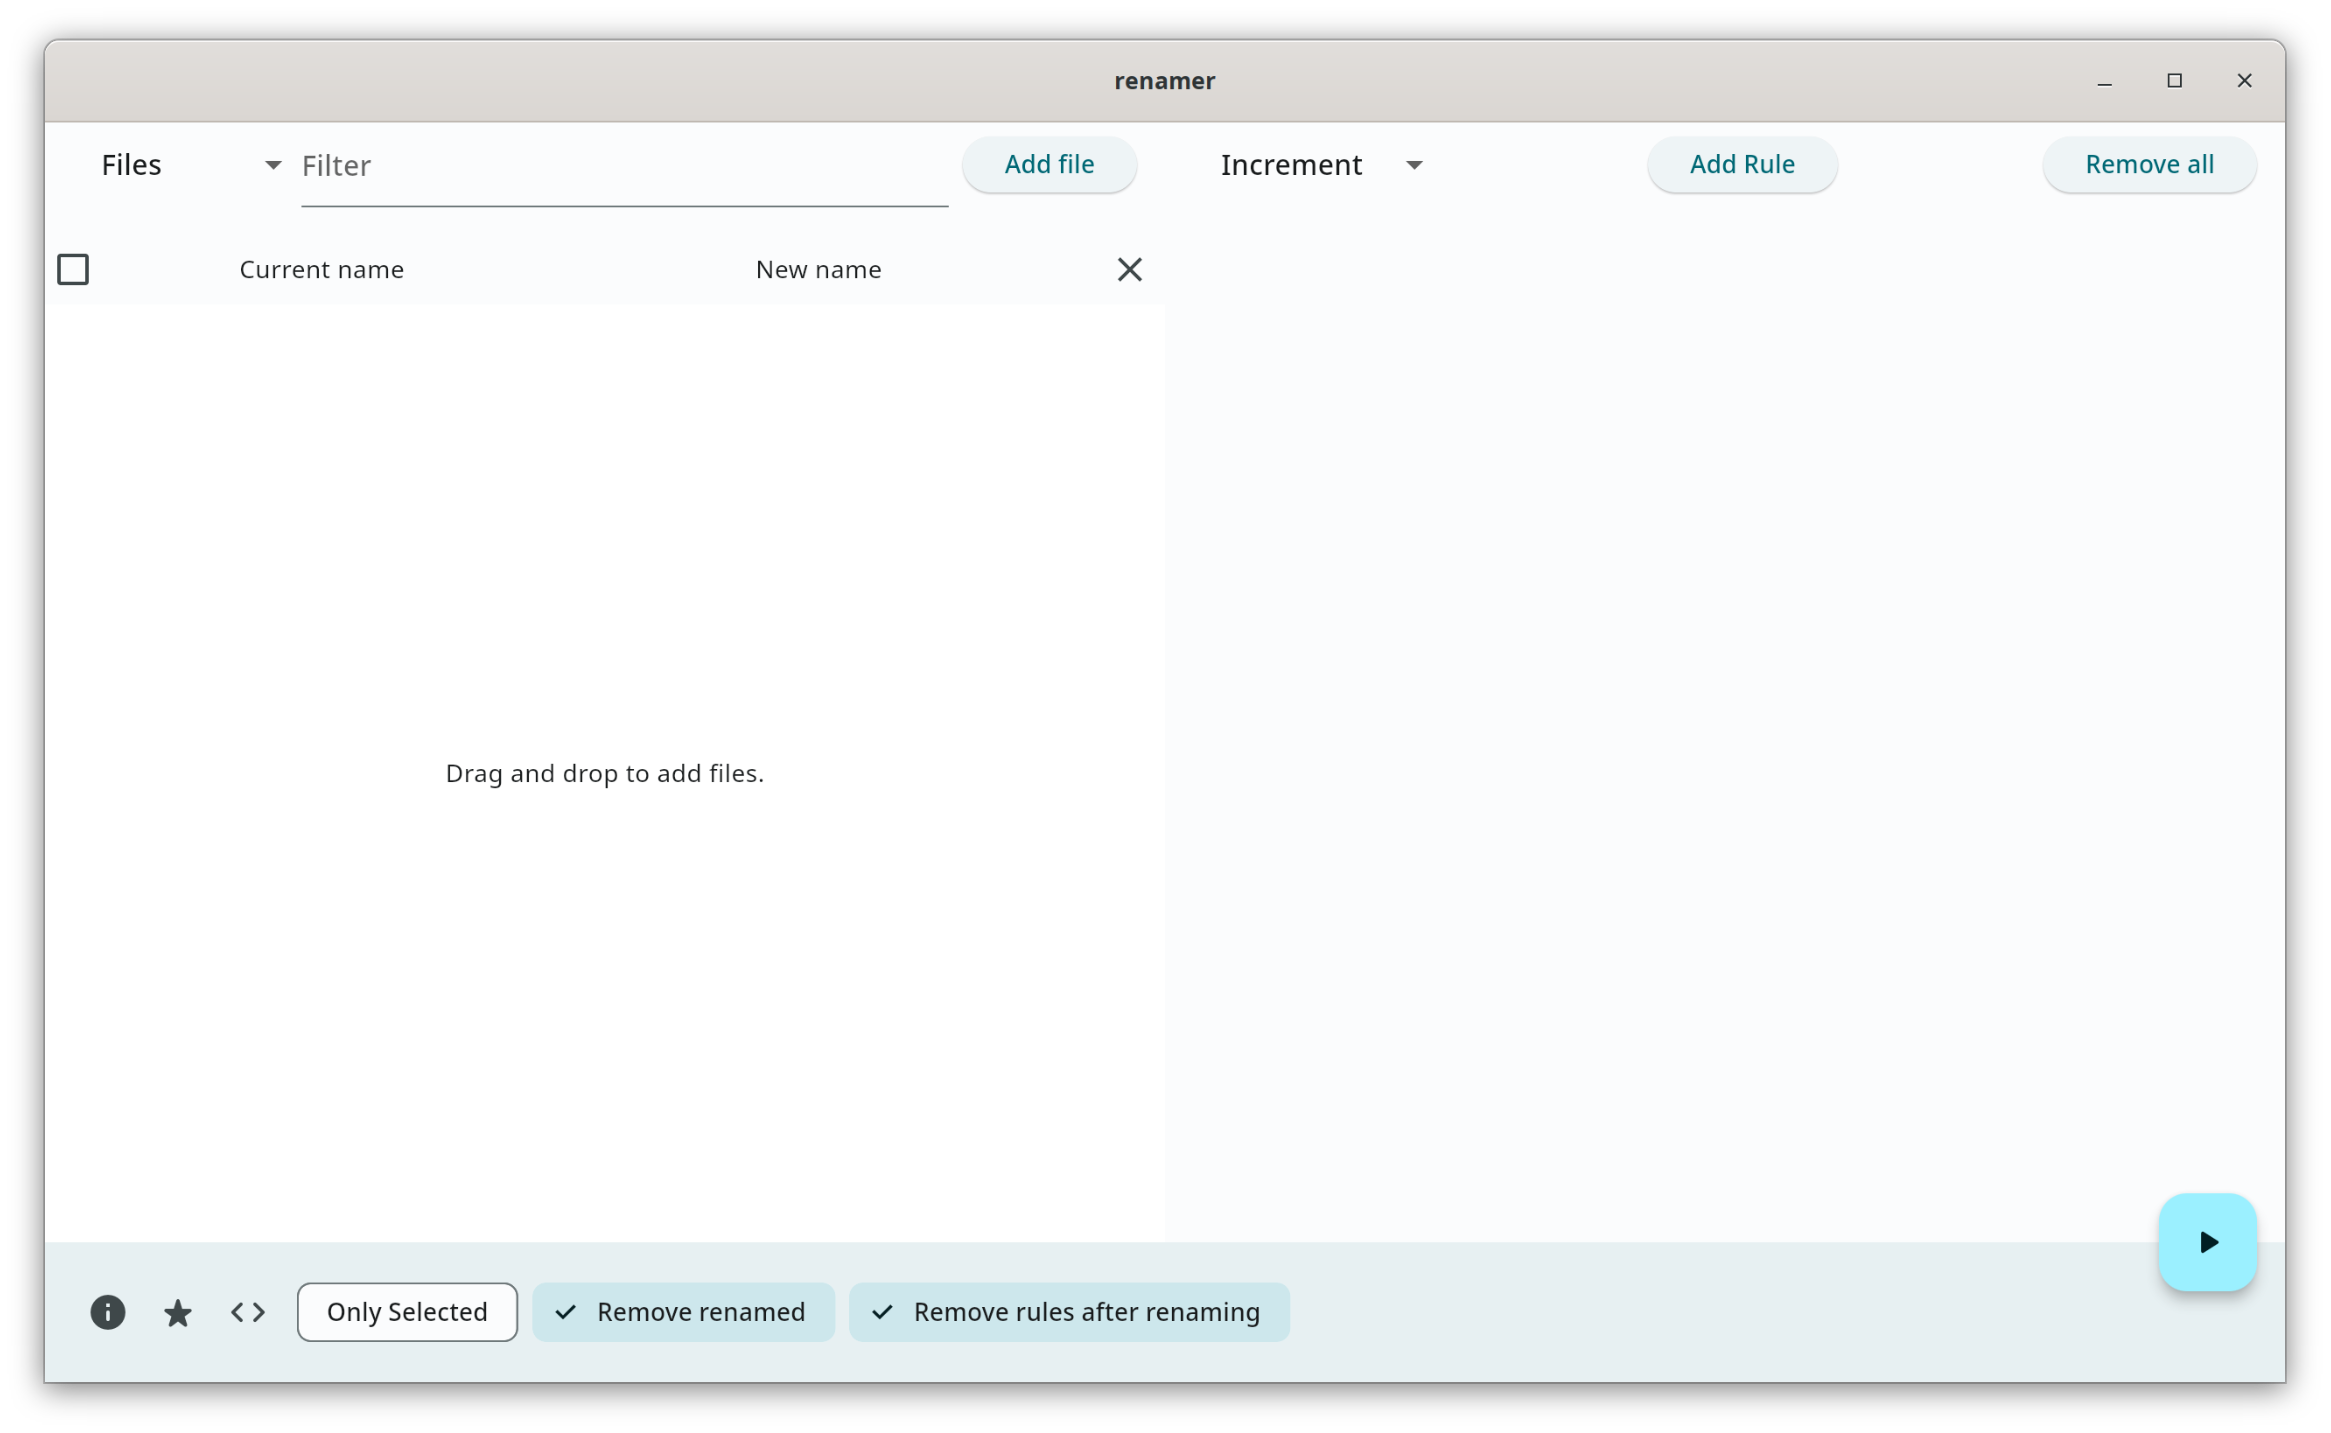 renamer
Files
Filter
Add file
Increment
Add Rule
Remove all
Current name
New name
Drag and drop to add files.
Only Selected
Remove renamed
Remove rules after renaming